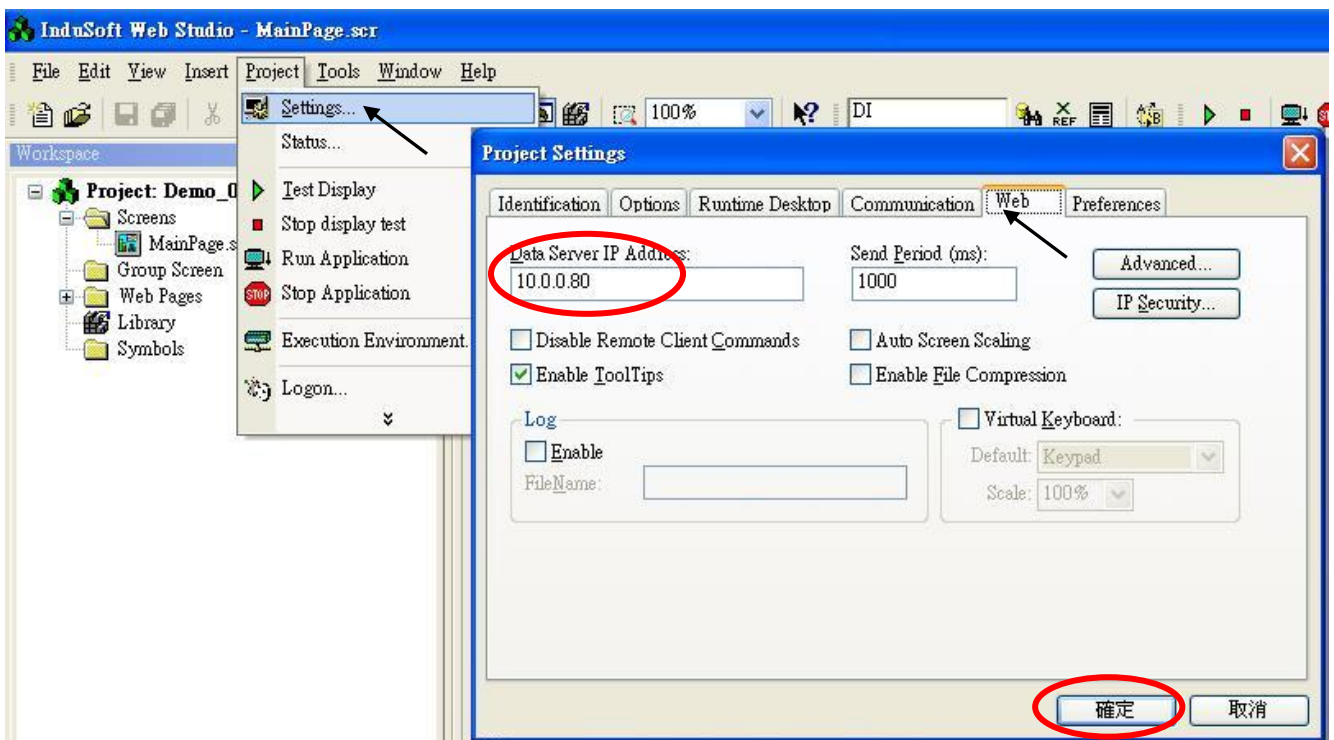 InduSoft Web Studio - MainPage.scr
File Edit View Insert Project Tools Window Help
Settings...
100%
DI
XREF
Workspace
Status...
Project: Demo_0
Test Display
Screens
Stop display test
MainPage.s
Run Application
Group Screen
Web Pages
STOP Stop Application
Library
Execution Environment.
Symbols
Logon...
Project Settings
Identification Options Runtime Desktop Communication Web Preferences
Data Server IP Address: Send Period (ms):
10.0.0.80 1000 Advanced...
IP Security...
Disable Remote Client Commands Auto Screen Scaling
Enable ToolTips Enable File Compression
Log Virtual Keyboard:
Enable Default: Keypad
FileName: Scale: 100%
確定 取消